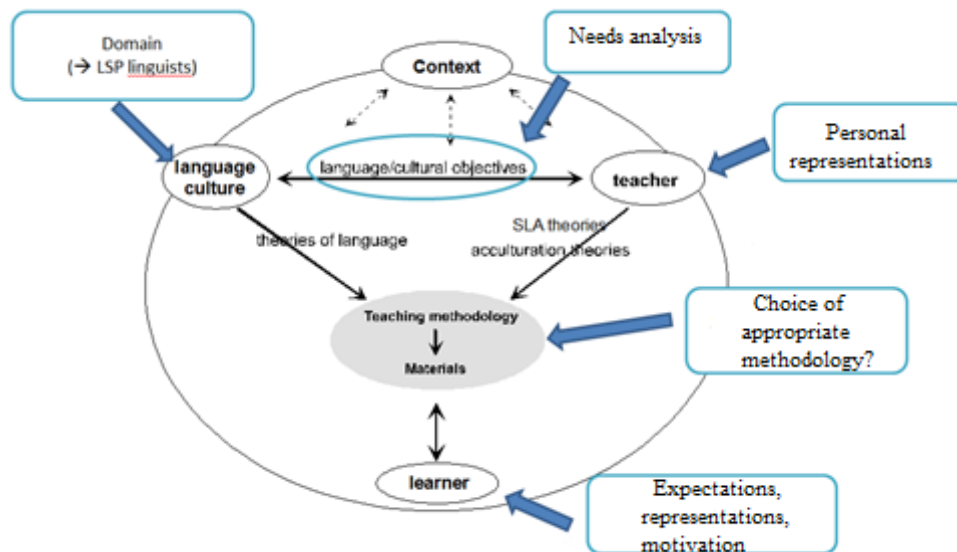 Domain
(→ LSP linguists)
Needs analysis
Context
Personal
representations
language
culture
language/cultural objectives
teacher
theories of language
SLA theories
acculturation theories
Teaching methodology
Materials
Choice of
appropriate
methodology?
learner
Expectations,
representations,
motivation